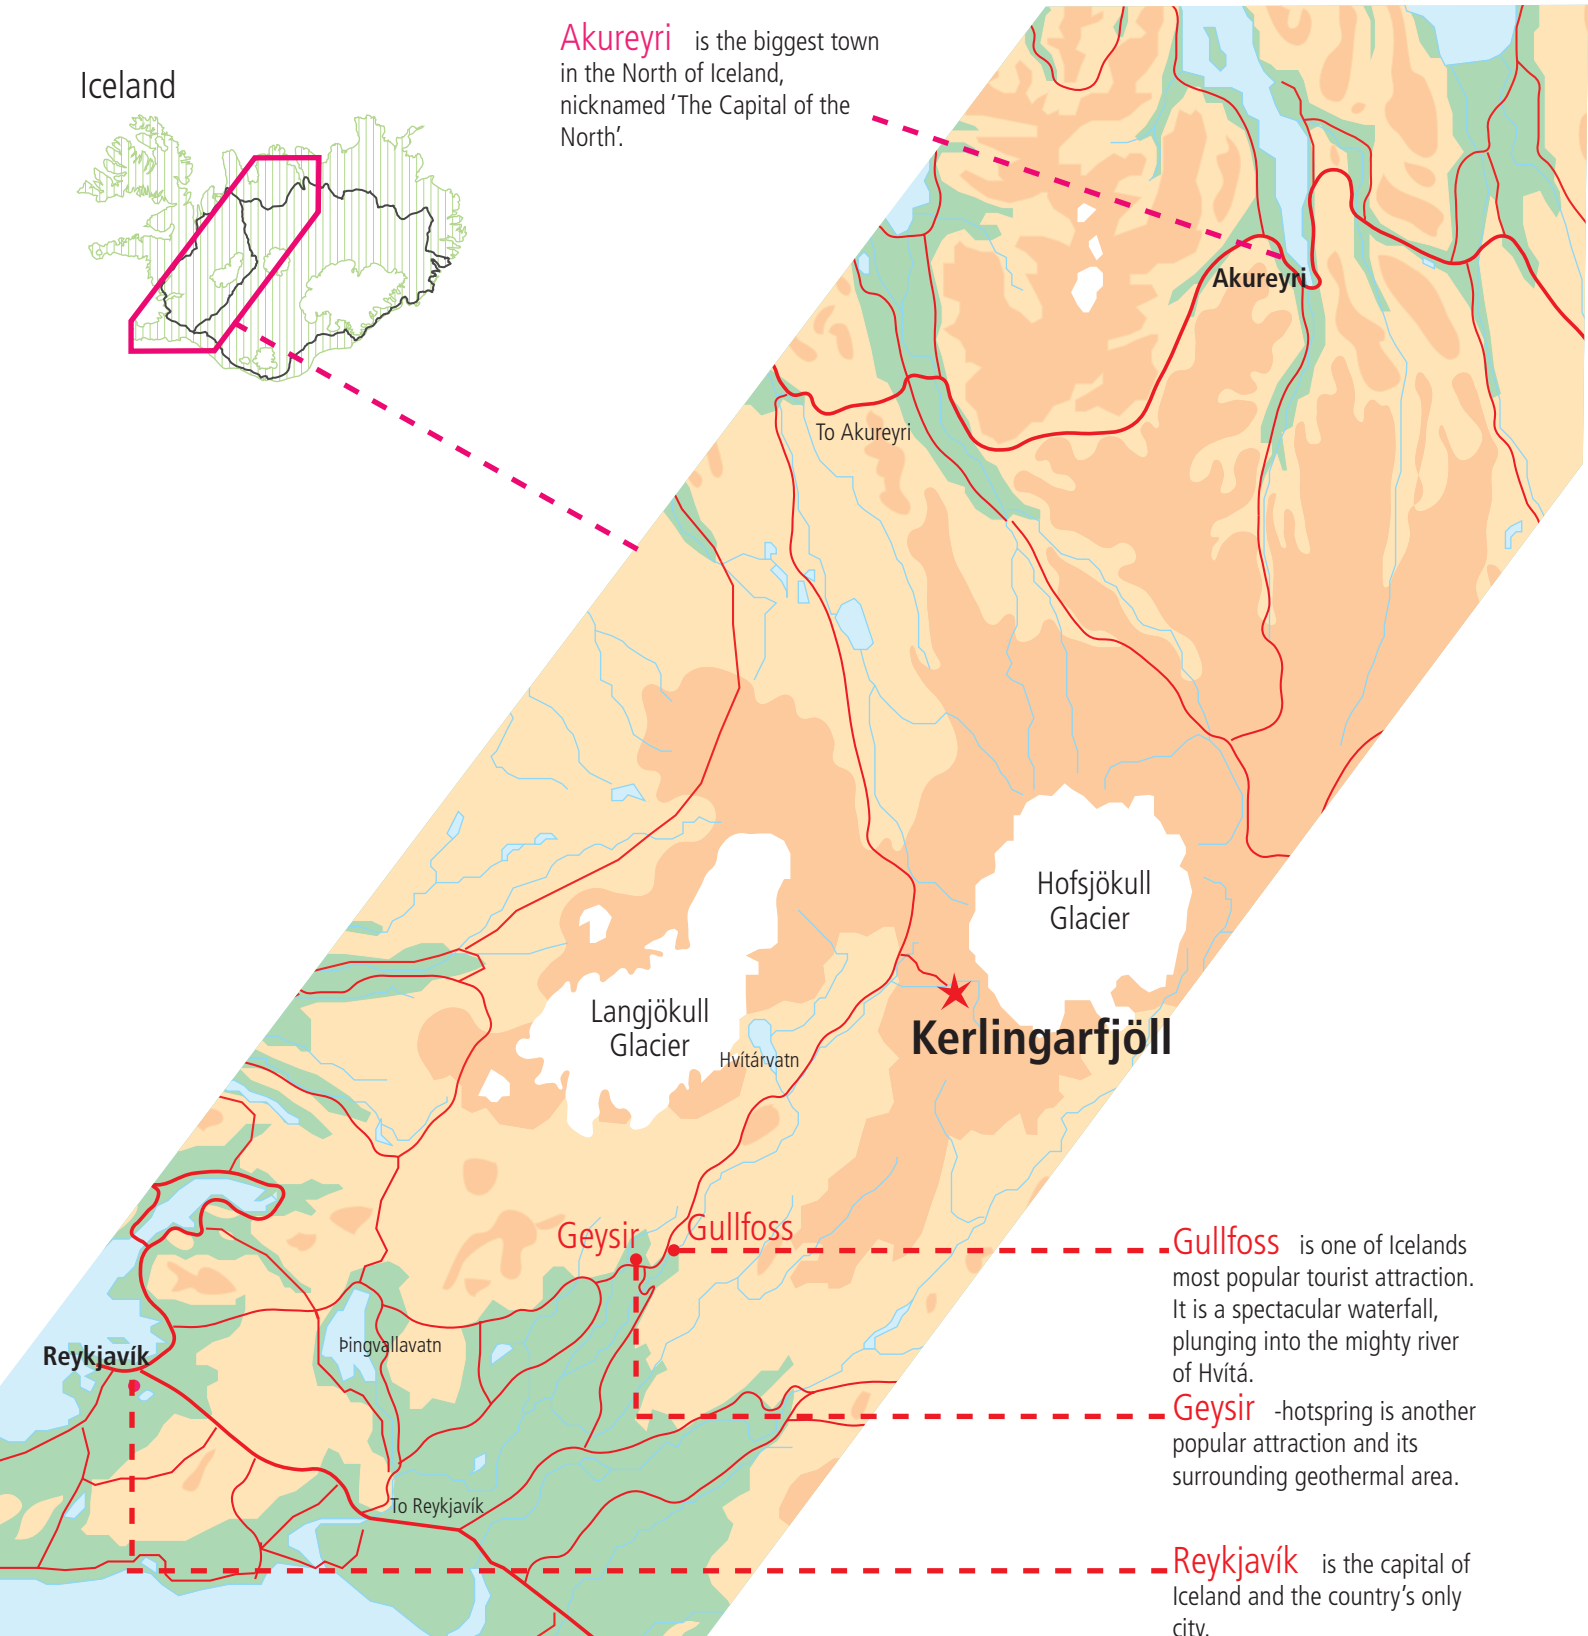 Iceland
Akureyri is the biggest town
in the North of Iceland,
nicknamed ‘The Capital of the
North’.
Akureyri
To Akureyri
Hofsjökull
Glacier
Langjökull
Glacier
Hvítárvatn
Kerlingarfjöll
Geysir
Gullfoss
Gullfoss is one of Icelands
most popular tourist attraction.
It is a spectacular waterfall,
plunging into the mighty river
of Hvítá.
Þingvallavatn
Reykjavík
Geysir -hotspring is another
popular attraction and its
surrounding geothermal area.
To Reykjavík
Reykjavík is the capital of
Iceland and the country’s only
city.